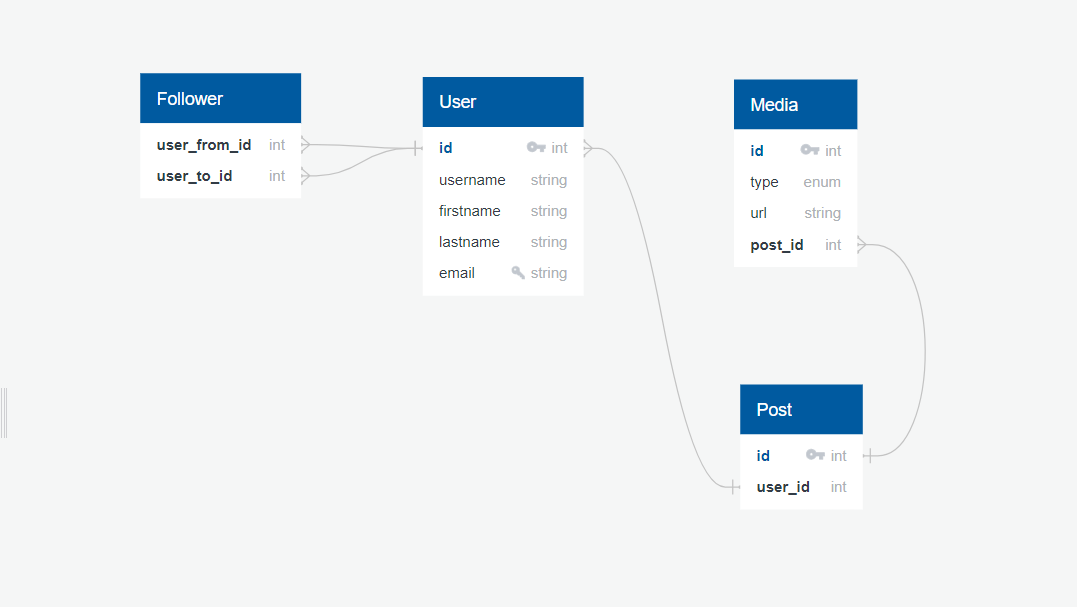 Follower
user_from_id int
user_to_id int
User
id int
username string
firstname string
lastname string
email string
Media
id int
type enum
url string
post_id int
Post
id int
user_id int